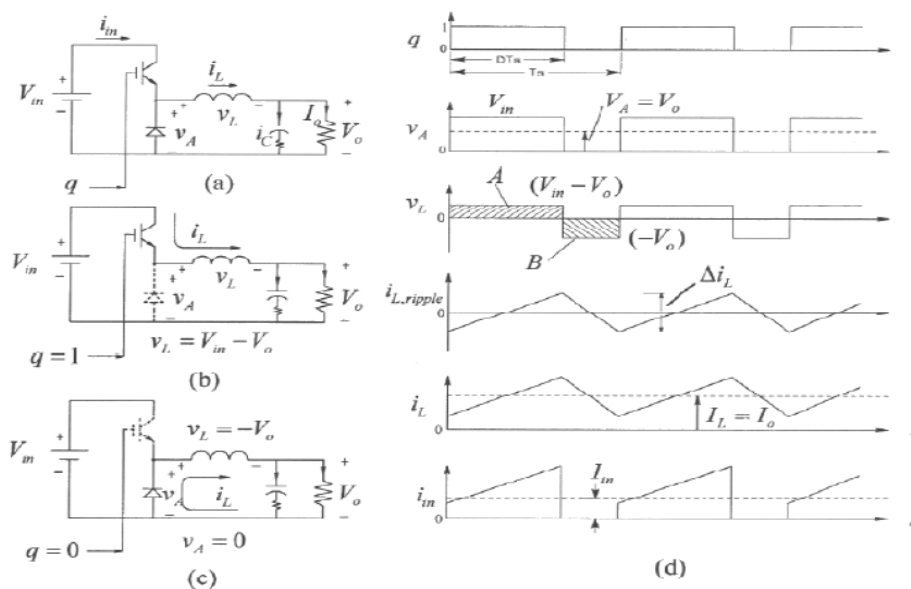 i_in
V_in
+
−
i_L
+ v_L −
v_A
i_C
I_o
V_o
q
(a)
V_in
i_L
v_L
v_A
V_o
v_L = V_in − V_o
q = 1
(b)
V_in
v_L = −V_o
i_L
v_A
V_o
q = 0
v_A = 0
(c)
q
1
0
DTs
Ts
v_A
V_in
V_A = V_o
0
v_L
A
(V_in − V_o)
0
B
(−V_o)
i_L,ripple
Δi_L
0
i_L
I_L = I_o
0
i_in
I_in
0
(d)